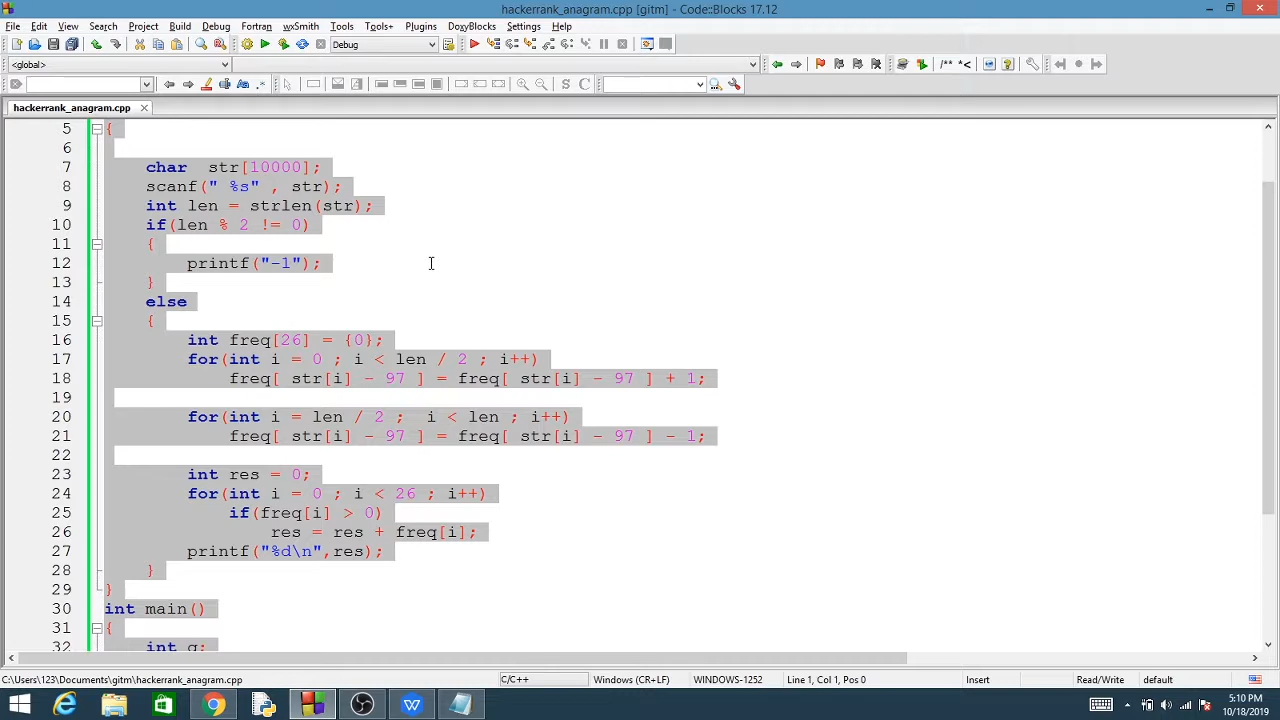 hackerrank_anagram.cpp [gitm] - Code::Blocks 17.12
File Edit View Search Project Build Debug Fortran wxSmith Tools Tools+ Plugins DoxyBlocks Settings Help
Debug
<global>
/** *<
S C
hackerrank_anagram.cpp
5 {
6
7 char  str[10000];
8 scanf(" %s" , str);
9 int len = strlen(str);
10 if(len % 2 != 0)
11 {
12 printf("-1");
13 }
14 else
15 {
16 int freq[26] = {0};
17 for(int i = 0 ; i < len / 2 ; i++)
18 freq[ str[i] - 97 ] = freq[ str[i] - 97 ] + 1;
19
20 for(int i = len / 2 ;  i < len ; i++)
21 freq[ str[i] - 97 ] = freq[ str[i] - 97 ] - 1;
22
23 int res = 0;
24 for(int i = 0 ; i < 26 ; i++)
25 if(freq[i] > 0)
26 res = res + freq[i];
27 printf("%d\n",res);
28 }
29 }
30 int main()
31 {
32 int q;
C:\Users\123\Documents\gitm\hackerrank_anagram.cpp C/C++ Windows (CR+LF) WINDOWS-1252 Line 1, Col 1, Pos 0 Insert Read/Write default
5:10 PM
10/18/2019